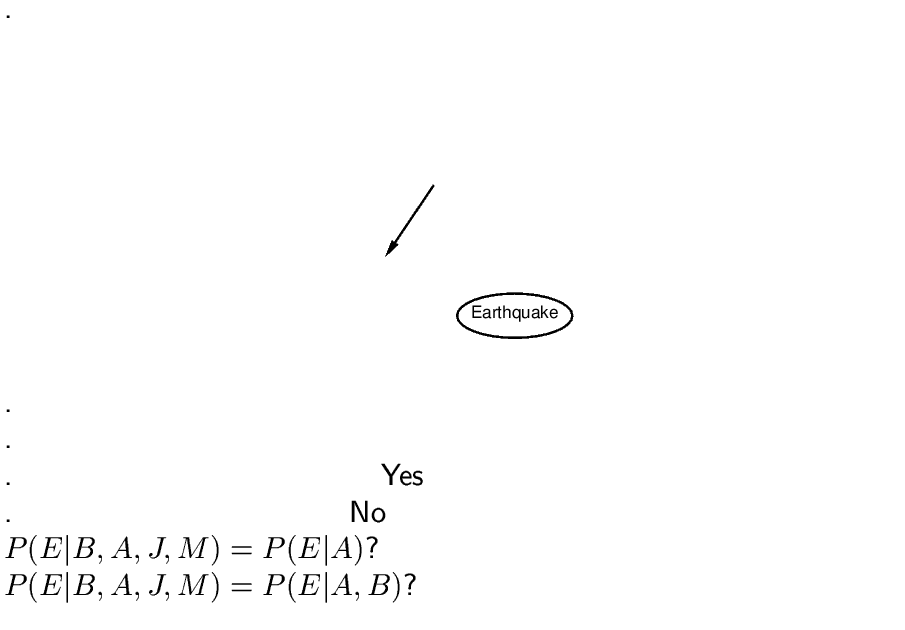 .
Earthquake
.
.
. Yes
. No
P(E|B, A, J, M) = P(E|A)?
P(E|B, A, J, M) = P(E|A, B)?